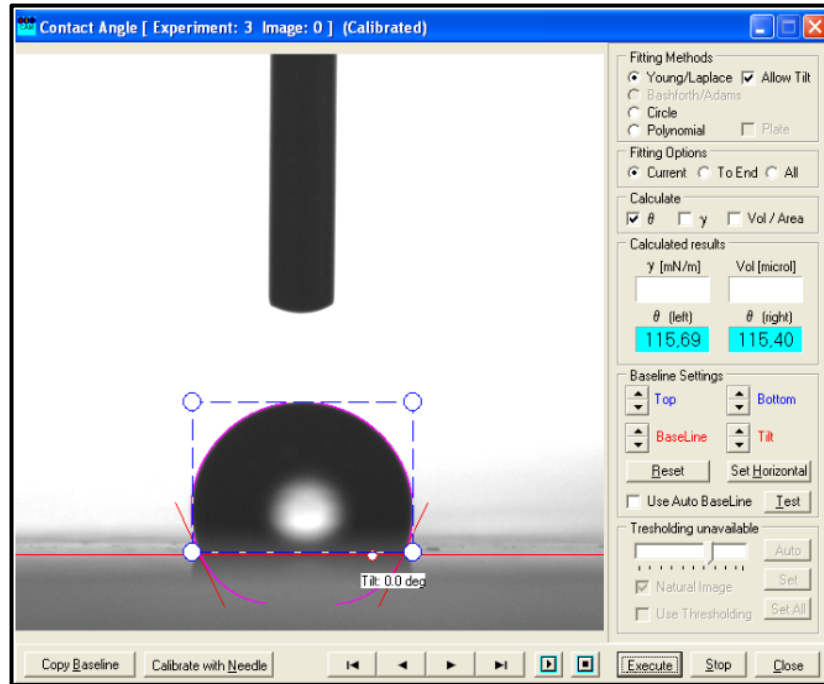 Contact Angle [ Experiment: 3 Image: 0 ] (Calibrated)
Fitting Methods
Young/Laplace
Allow Tilt
Bashforth/Adams
Circle
Polynomial
Plate
Fitting Options
Current
To End
All
Calculate
θ
γ
Vol / Area
Calculated results
γ [mN/m]
Vol [microl]
θ (left)
θ (right)
115,69
115,40
Baseline Settings
Top
Bottom
BaseLine
Tilt
Reset
Set Horizontal
Use Auto BaseLine
Test
Tresholding unavailable
Auto
Natural Image
Set
Use Thresholding
Set All
Tilt: 0.0 deg
Copy Baseline
Calibrate with Needle
Execute
Stop
Close